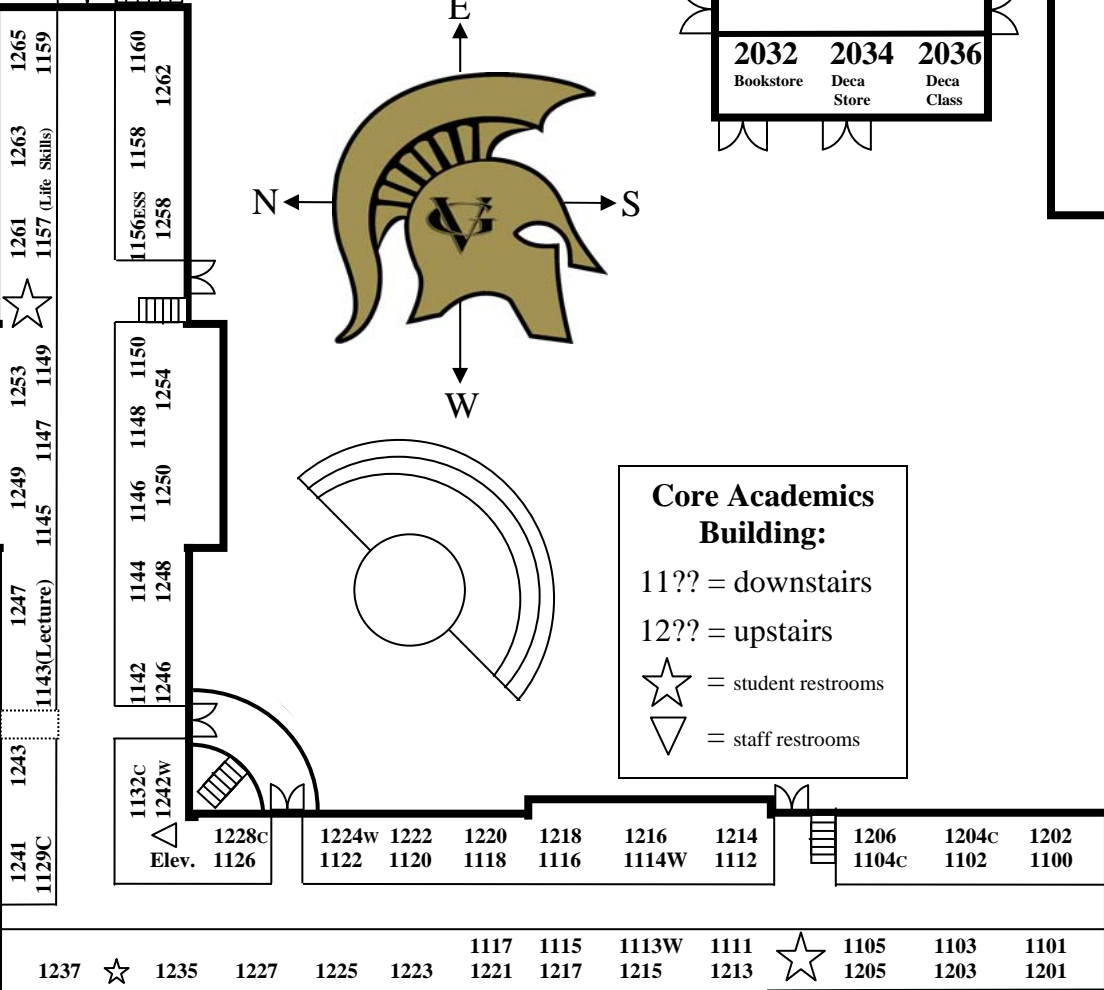 E
N
S
W
VG
2032 2034 2036
Bookstore Deca Deca
Store Class
1265 1263 1261
1159 1157 (Life Skills)
1160 1158 1156ESS
1262 1258
1253 1249 1247
1149 1147 1145 1143(Lecture)
1150 1148 1146 1144 1142
1254 1250 1248 1246
1243 1241
1129C
1132C
1242W
Core Academics
Building:
11?? = downstairs
12?? = upstairs
= student restrooms
= staff restrooms
1228C 1224W 1222 1220 1218 1216 1214 1206 1204C 1202
Elev. 1126 1122 1120 1118 1116 1114W 1112 1104C 1102 1100
1117 1115 1113W 1111 1105 1103 1101
1237 1235 1227 1225 1223 1221 1217 1215 1213 1205 1203 1201